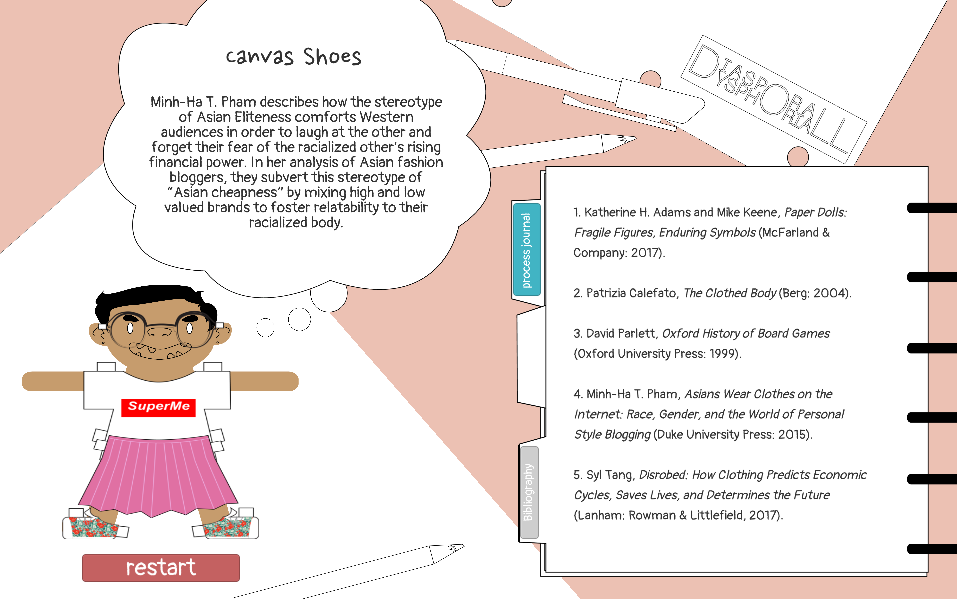 canvas Shoes
Minh-Ha T. Pham describes how the stereotype
of Asian Eliteness comforts Western
audiences in order to laugh at the other and
forget their fear of the racialized other's rising
financial power. In her analysis of Asian fashion
bloggers, they subvert this stereotype of
"Asian cheapness" by mixing high and low
valued brands to foster relatability to their
racialized body.
DIASPORALL
DYSPHORIA
process journal
1. Katherine H. Adams and Mike Keene, Paper Dolls:
Fragile Figures, Enduring Symbols (McFarland &
Company: 2017).
2. Patrizia Calefato, The Clothed Body (Berg: 2004).
3. David Parlett, Oxford History of Board Games
(Oxford University Press: 1999).
4. Minh-Ha T. Pham, Asians Wear Clothes on the
Internet: Race, Gender, and the World of Personal
Style Blogging (Duke University Press: 2015).
5. Syl Tang, Disrobed: How Clothing Predicts Economic
Cycles, Saves Lives, and Determines the Future
(Lanham: Rowman & Littlefield, 2017).
Bibliography
SuperMe
restart